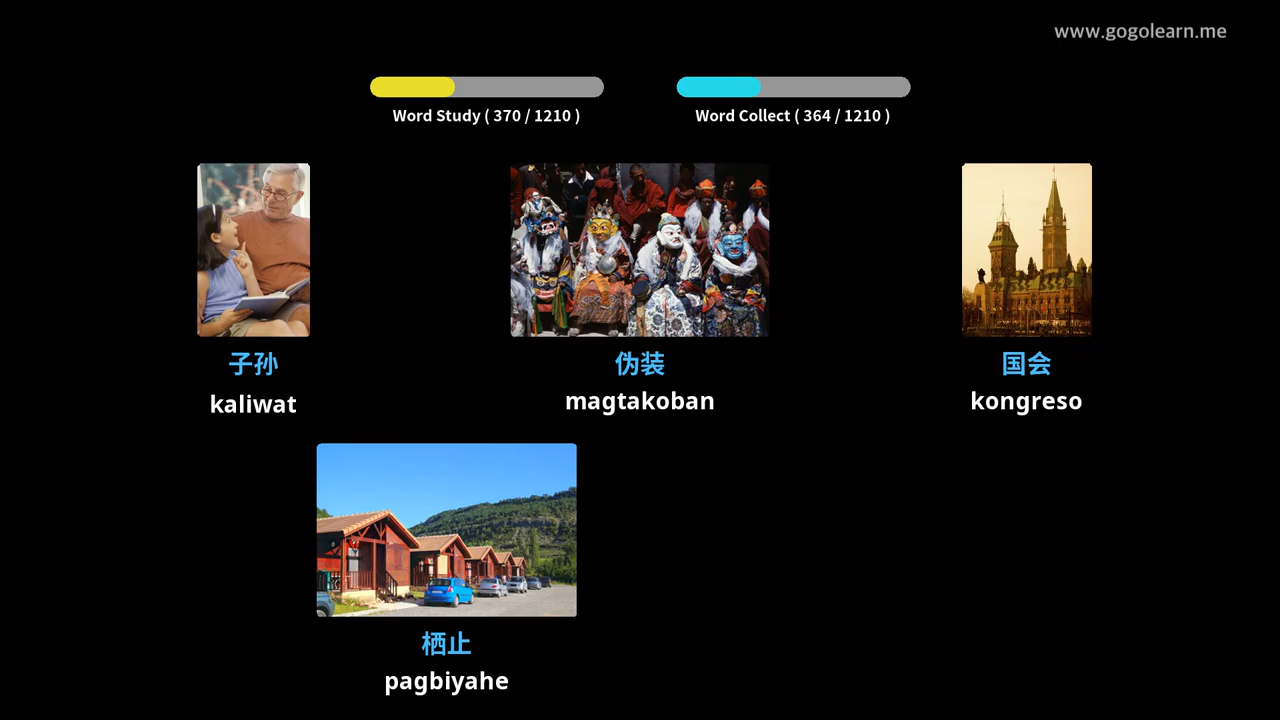 www.gogolearn.me
Word Study ( 370 / 1210 )
Word Collect ( 364 / 1210 )
子孙
kaliwat
伪装
magtakoban
国会
kongreso
栖止
pagbiyahe